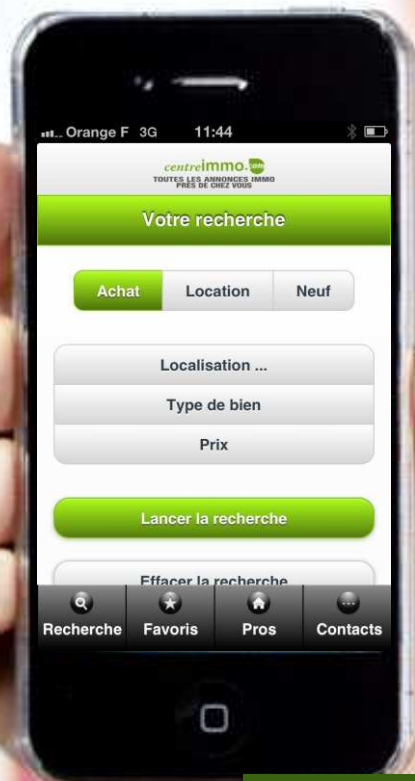 Orange F 3G 11:44
centreimmo.com
TOUTES LES ANNONCES IMMO
PRÈS DE CHEZ VOUS
Votre recherche
Achat Location Neuf
Localisation ...
Type de bien
Prix
Lancer la recherche
Effacer la recherche
Recherche Favoris Pros Contacts